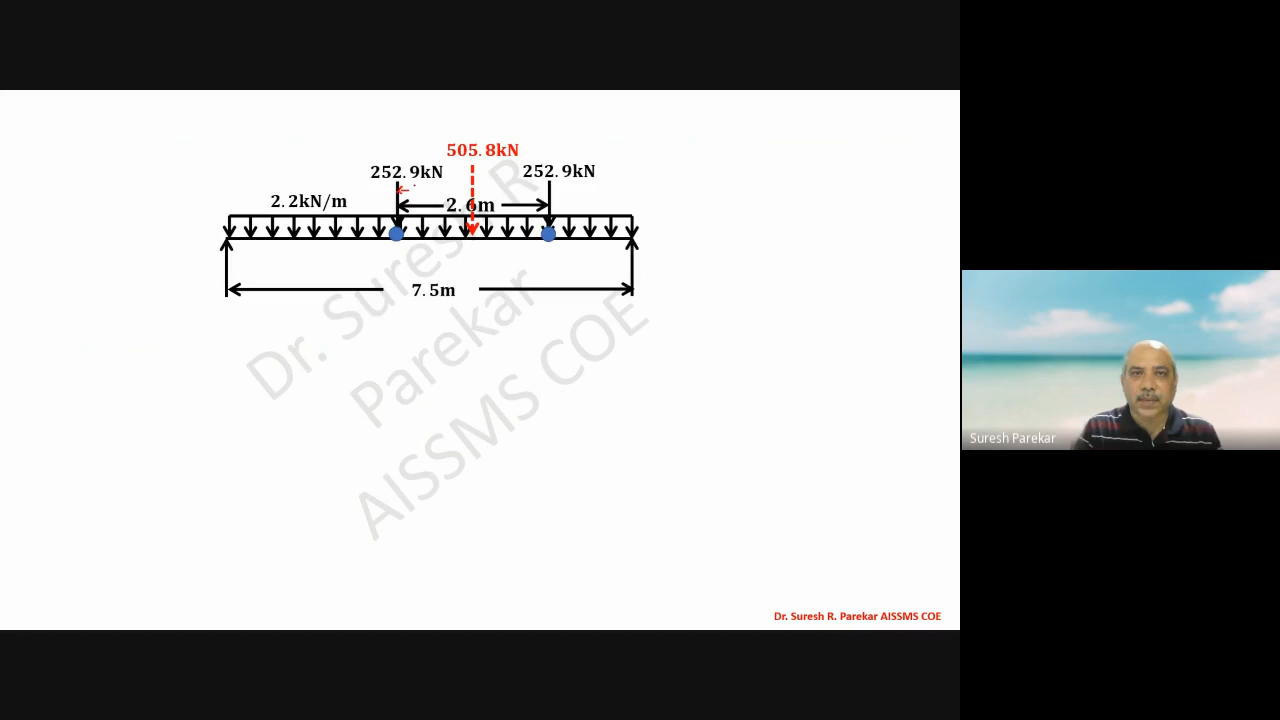 505.8kN
252.9kN
252.9kN
2.2kN/m
2.6m
7.5m
Dr. Suresh R
Parekar
AISSMS COE
Suresh Parekar
Dr. Suresh R. Parekar AISSMS COE